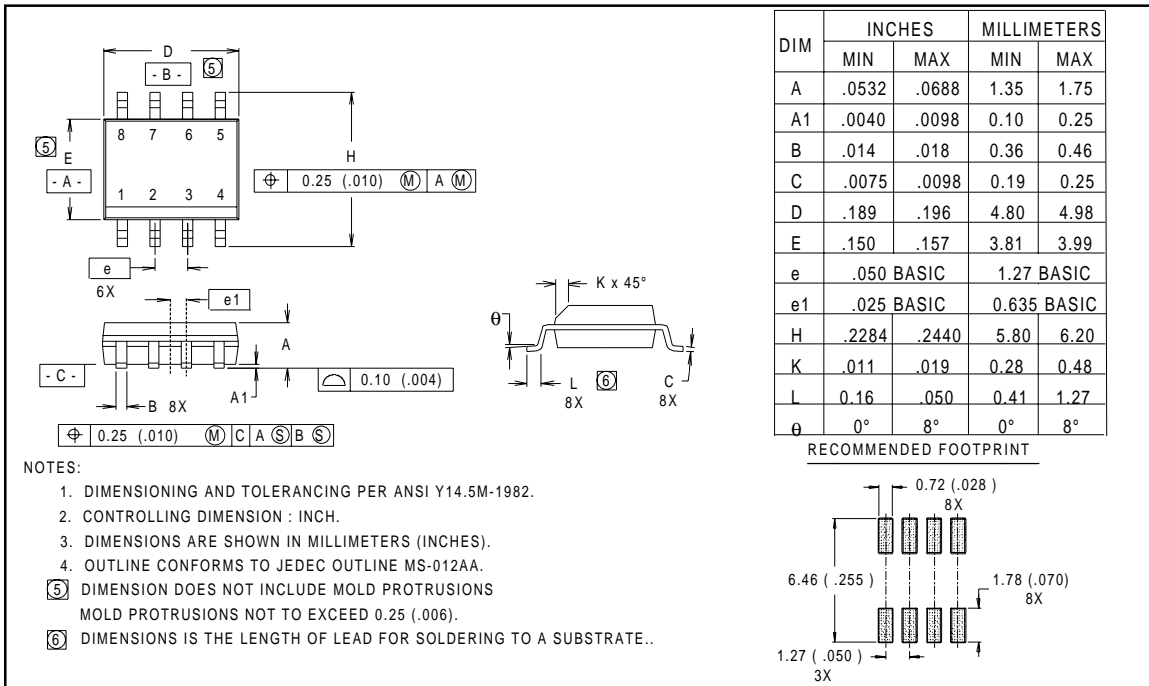 D
- B -
5
8 7 6 5
5
E
- A -
H
⌖ 0.25 (.010) Ⓜ A Ⓜ
1 2 3 4
e
6X
e1
A
- C -
A1
B 8X
⌓ 0.10 (.004)
⌖ 0.25 (.010) Ⓜ C A Ⓢ B Ⓢ
K x 45°
θ
L 6
8X
C
8X
DIM INCHES MILLIMETERS
MIN MAX MIN MAX
A .0532 .0688 1.35 1.75
A1 .0040 .0098 0.10 0.25
B .014 .018 0.36 0.46
C .0075 .0098 0.19 0.25
D .189 .196 4.80 4.98
E .150 .157 3.81 3.99
e .050 BASIC 1.27 BASIC
e1 .025 BASIC 0.635 BASIC
H .2284 .2440 5.80 6.20
K .011 .019 0.28 0.48
L 0.16 .050 0.41 1.27
θ 0° 8° 0° 8°
NOTES:
1. DIMENSIONING AND TOLERANCING PER ANSI Y14.5M-1982.
2. CONTROLLING DIMENSION : INCH.
3. DIMENSIONS ARE SHOWN IN MILLIMETERS (INCHES).
4. OUTLINE CONFORMS TO JEDEC OUTLINE MS-012AA.
5 DIMENSION DOES NOT INCLUDE MOLD PROTRUSIONS
MOLD PROTRUSIONS NOT TO EXCEED 0.25 (.006).
6 DIMENSIONS IS THE LENGTH OF LEAD FOR SOLDERING TO A SUBSTRATE..
RECOMMENDED FOOTPRINT
0.72 (.028 )
8X
6.46 ( .255 )
1.78 (.070)
8X
1.27 ( .050 )
3X